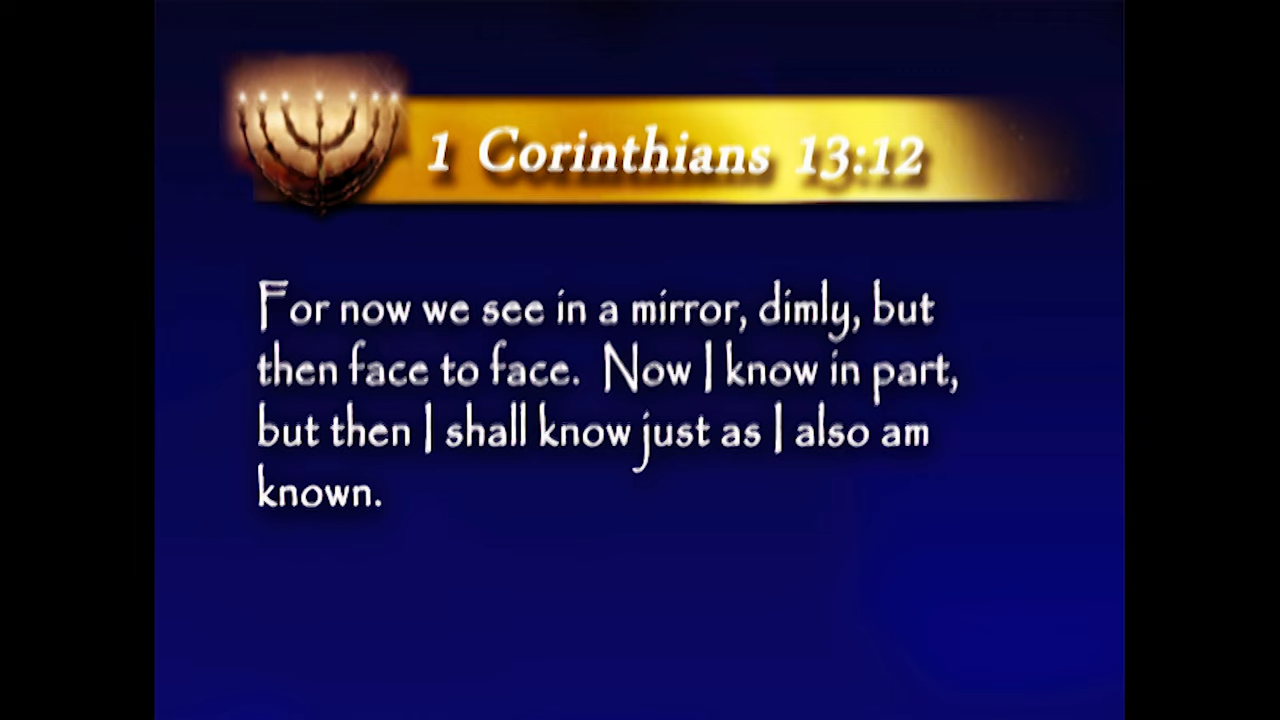 1 Corinthians 13:12
For now we see in a mirror, dimly, but
then face to face. Now I know in part,
but then I shall know just as I also am
known.